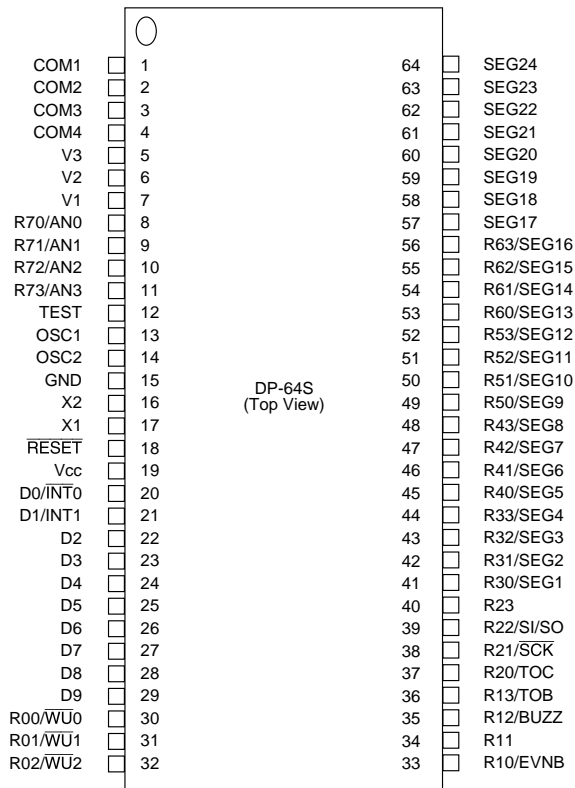 COM1 1 64 SEG24
COM2 2 63 SEG23
COM3 3 62 SEG22
COM4 4 61 SEG21
V3 5 60 SEG20
V2 6 59 SEG19
V1 7 58 SEG18
R70/AN0 8 57 SEG17
R71/AN1 9 56 R63/SEG16
R72/AN2 10 55 R62/SEG15
R73/AN3 11 54 R61/SEG14
TEST 12 53 R60/SEG13
OSC1 13 52 R53/SEG12
OSC2 14 51 R52/SEG11
GND 15 50 R51/SEG10
DP-64S
(Top View)
X2 16 49 R50/SEG9
X1 17 48 R43/SEG8
R̅E̅S̅E̅T̅ 18 47 R42/SEG7
Vcc 19 46 R41/SEG6
D0/I̅N̅T̅0 20 45 R40/SEG5
D1/INT1 21 44 R33/SEG4
D2 22 43 R32/SEG3
D3 23 42 R31/SEG2
D4 24 41 R30/SEG1
D5 25 40 R23
D6 26 39 R22/SI/SO
D7 27 38 R21/S̅C̅K̅
D8 28 37 R20/TOC
D9 29 36 R13/TOB
R00/W̅U̅0 30 35 R12/BUZZ
R01/W̅U̅1 31 34 R11
R02/W̅U̅2 32 33 R10/EVNB